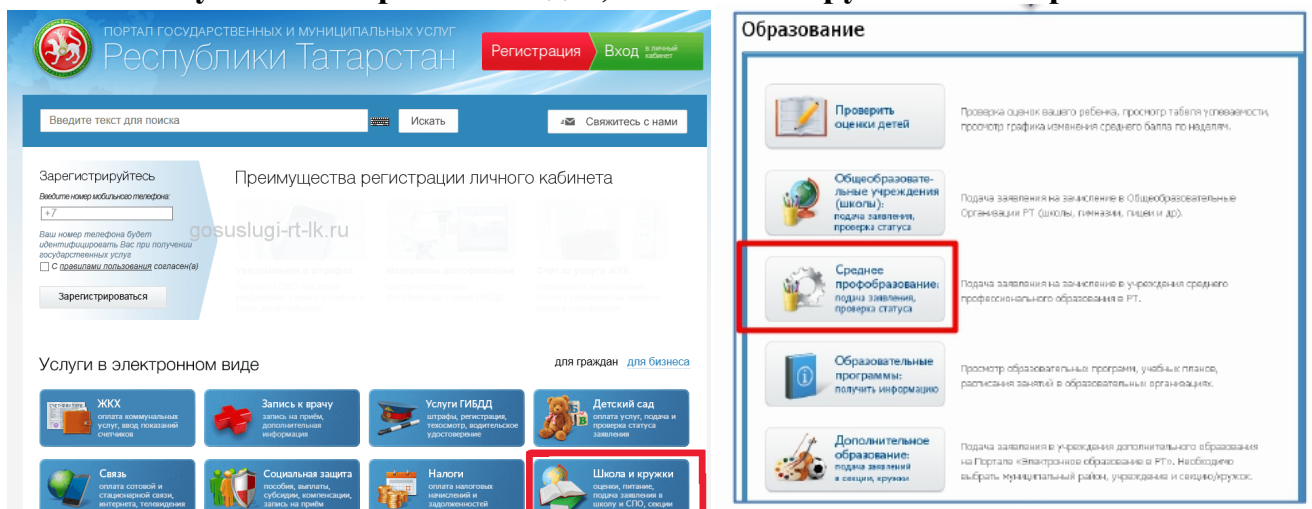 ПОРТАЛ ГОСУДАРСТВЕННЫХ И МУНИЦИПАЛЬНЫХ УСЛУГ
Республики Татарстан
Регистрация
Вход в личный кабинет
Введите текст для поиска
Искать
Свяжитесь с нами
Зарегистрируйтесь
Введите номер мобильного телефона:
+7
Ваш номер телефона будет
идентифицировать Вас при получении
государственных услуг
С правилами пользования согласен(а)
Зарегистрироваться
Преимущества регистрации личного кабинета
gosuslugi-rt-lk.ru
Услуги в электронном виде
для граждан для бизнеса
ЖКХ
оплата коммунальных
услуг, ввод показаний
счетчиков
Запись к врачу
запись на приём,
дополнительная
информация
Услуги ГИБДД
штрафы, регистрация,
техосмотр, водительское
удостоверение
Детский сад
оплата услуг, подача и
проверка статуса
заявления
Связь
оплата сотовой и
стационарной связи,
интернета, телевидения
Социальная защита
пособия, выплаты,
субсидии, компенсации,
запись на приём
Налоги
оплата налоговых
начислений и
задолженностей
Школа и кружки
оценки, питание,
подача заявления в
школу и СПО, секции
Образование
Проверить
оценки детей
Проверка оценок вашего ребенка, просмотр табеля успеваемости,
просмотр графика изменения среднего балла по неделям.
Общеобразовате-
льные учреждения
(школы):
подача заявления,
проверка статуса
Подача заявления на зачисление в Общеобразовательные
Организации РТ (школы, гимназии, лицеи и др).
Среднее
профобразование:
подача заявления,
проверка статуса
Подача заявления на зачисление в учреждения среднего
профессионального образования в РТ.
Образовательные
программы:
получить информацию
Просмотр образовательных программ, учебных планов,
расписания занятий в образовательных организациях.
Дополнительное
образование:
подача заявлений
в секции, кружки
Подача заявления в учреждения дополнительного образования
на Портале «Электронное образование в РТ». Необходимо
выбрать муниципальный район, учреждение и секцию/кружок.